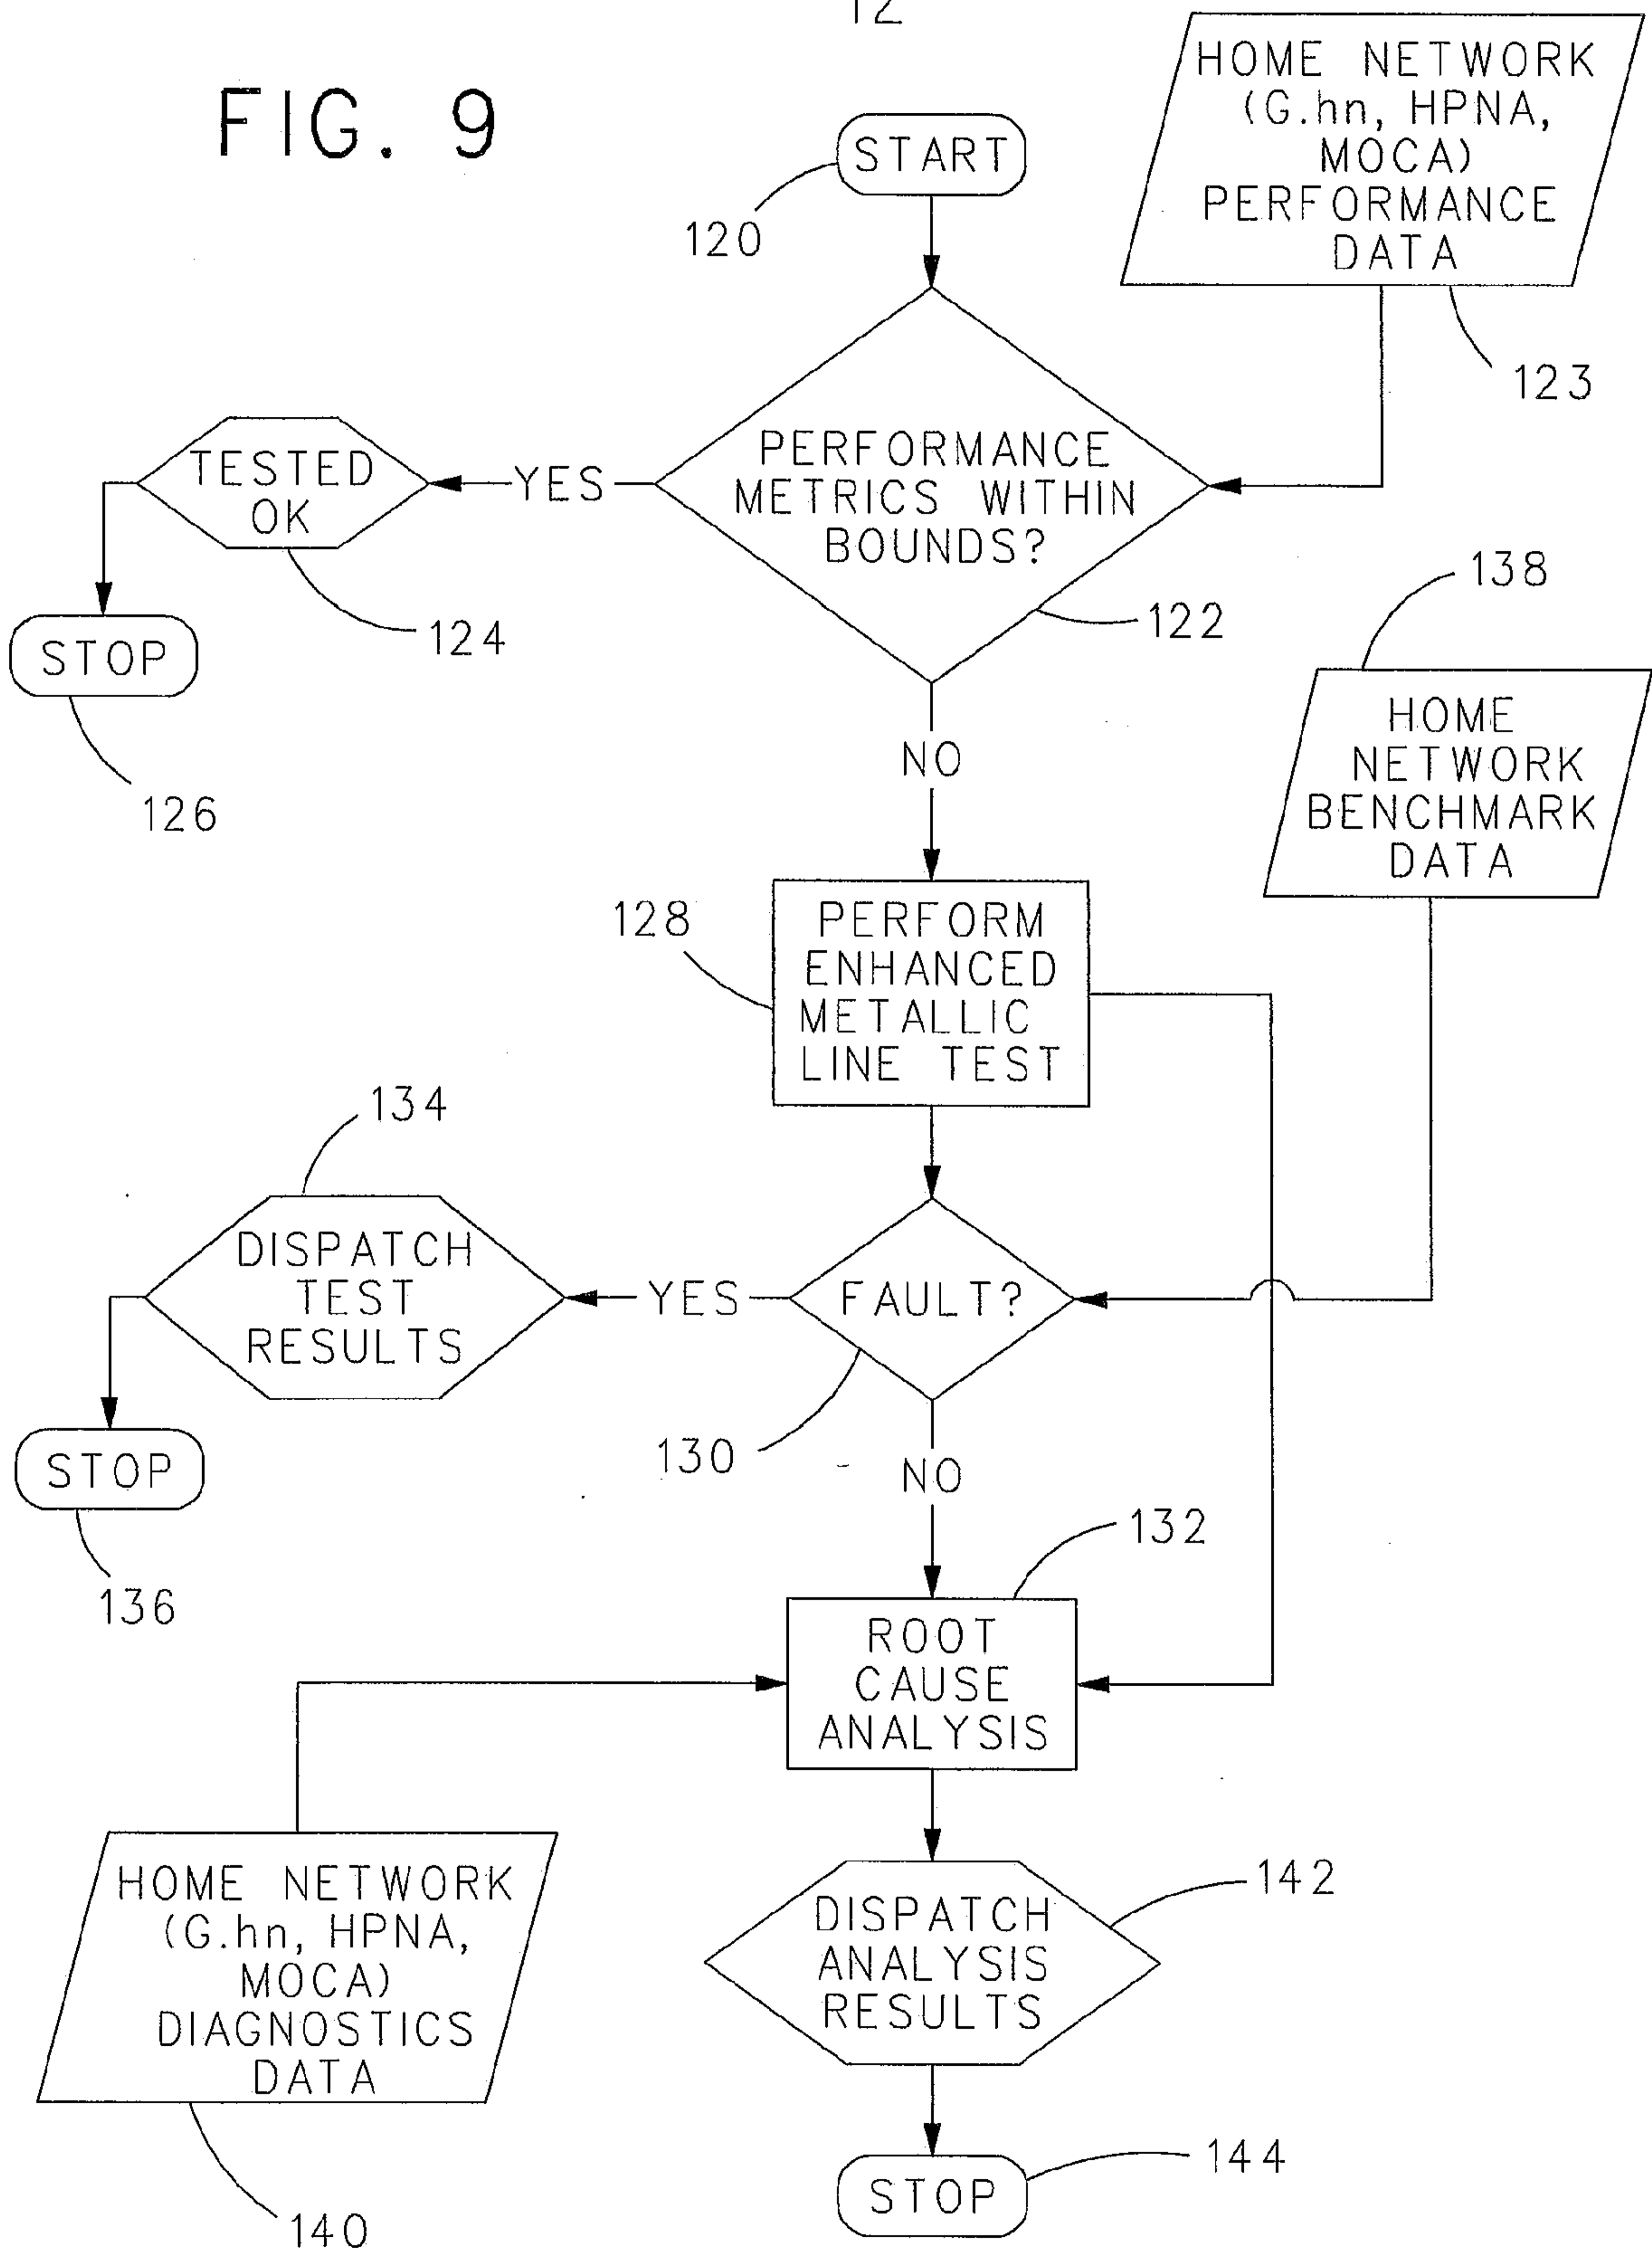 12
FIG. 9
START
120
HOME NETWORK
(G.hn, HPNA,
MOCA)
PERFORMANCE
DATA
123
PERFORMANCE
METRICS WITHIN
BOUNDS?
122
YES
TESTED
OK
124
STOP
126
NO
138
HOME
NETWORK
BENCHMARK
DATA
128
PERFORM
ENHANCED
METALLIC
LINE TEST
134
DISPATCH
TEST
RESULTS
YES
FAULT?
130
STOP
136
NO
132
ROOT
CAUSE
ANALYSIS
HOME NETWORK
(G.hn, HPNA,
MOCA)
DIAGNOSTICS
DATA
140
142
DISPATCH
ANALYSIS
RESULTS
STOP
144